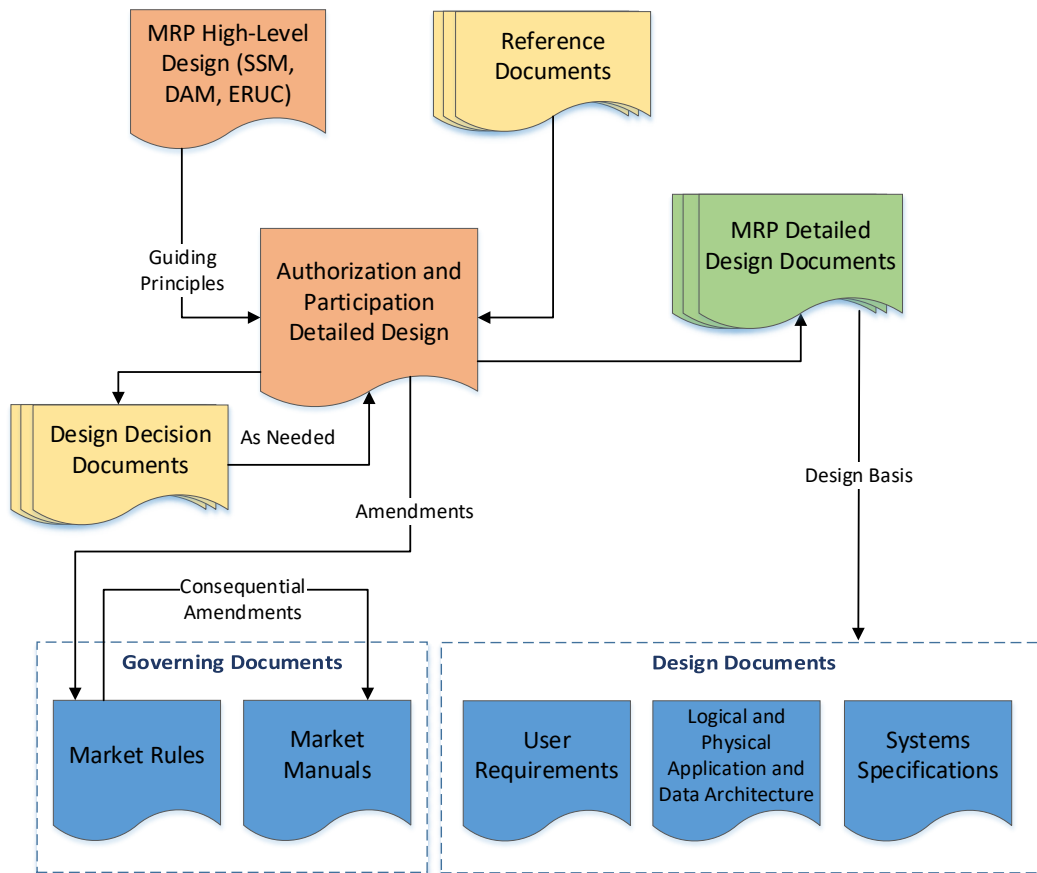 MRP High-Level
Design (SSM,
DAM, ERUC)
Reference
Documents
MRP Detailed
Design Documents
Guiding
Principles
Authorization and
Participation
Detailed Design
Design Decision
Documents
As Needed
Design Basis
Amendments
Consequential
Amendments
Governing Documents
Market Rules
Market
Manuals
Design Documents
User
Requirements
Logical and
Physical
Application and
Data Architecture
Systems
Specifications